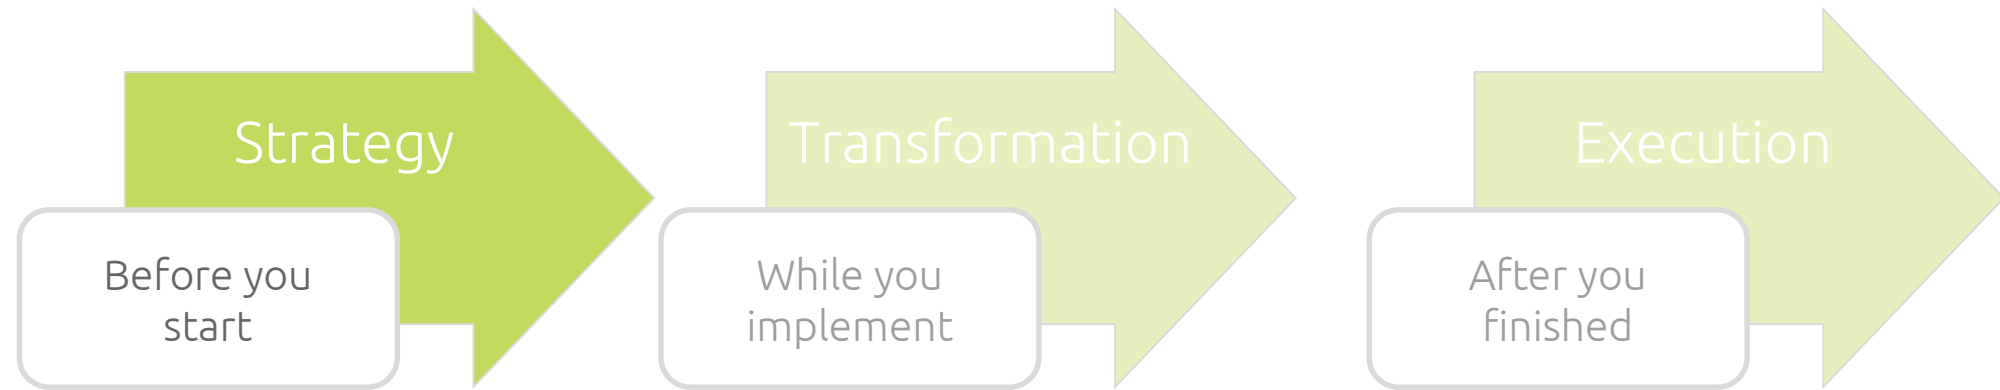 Strategy
Before you
start
Transformation
While you
implement
Execution
After you
finished